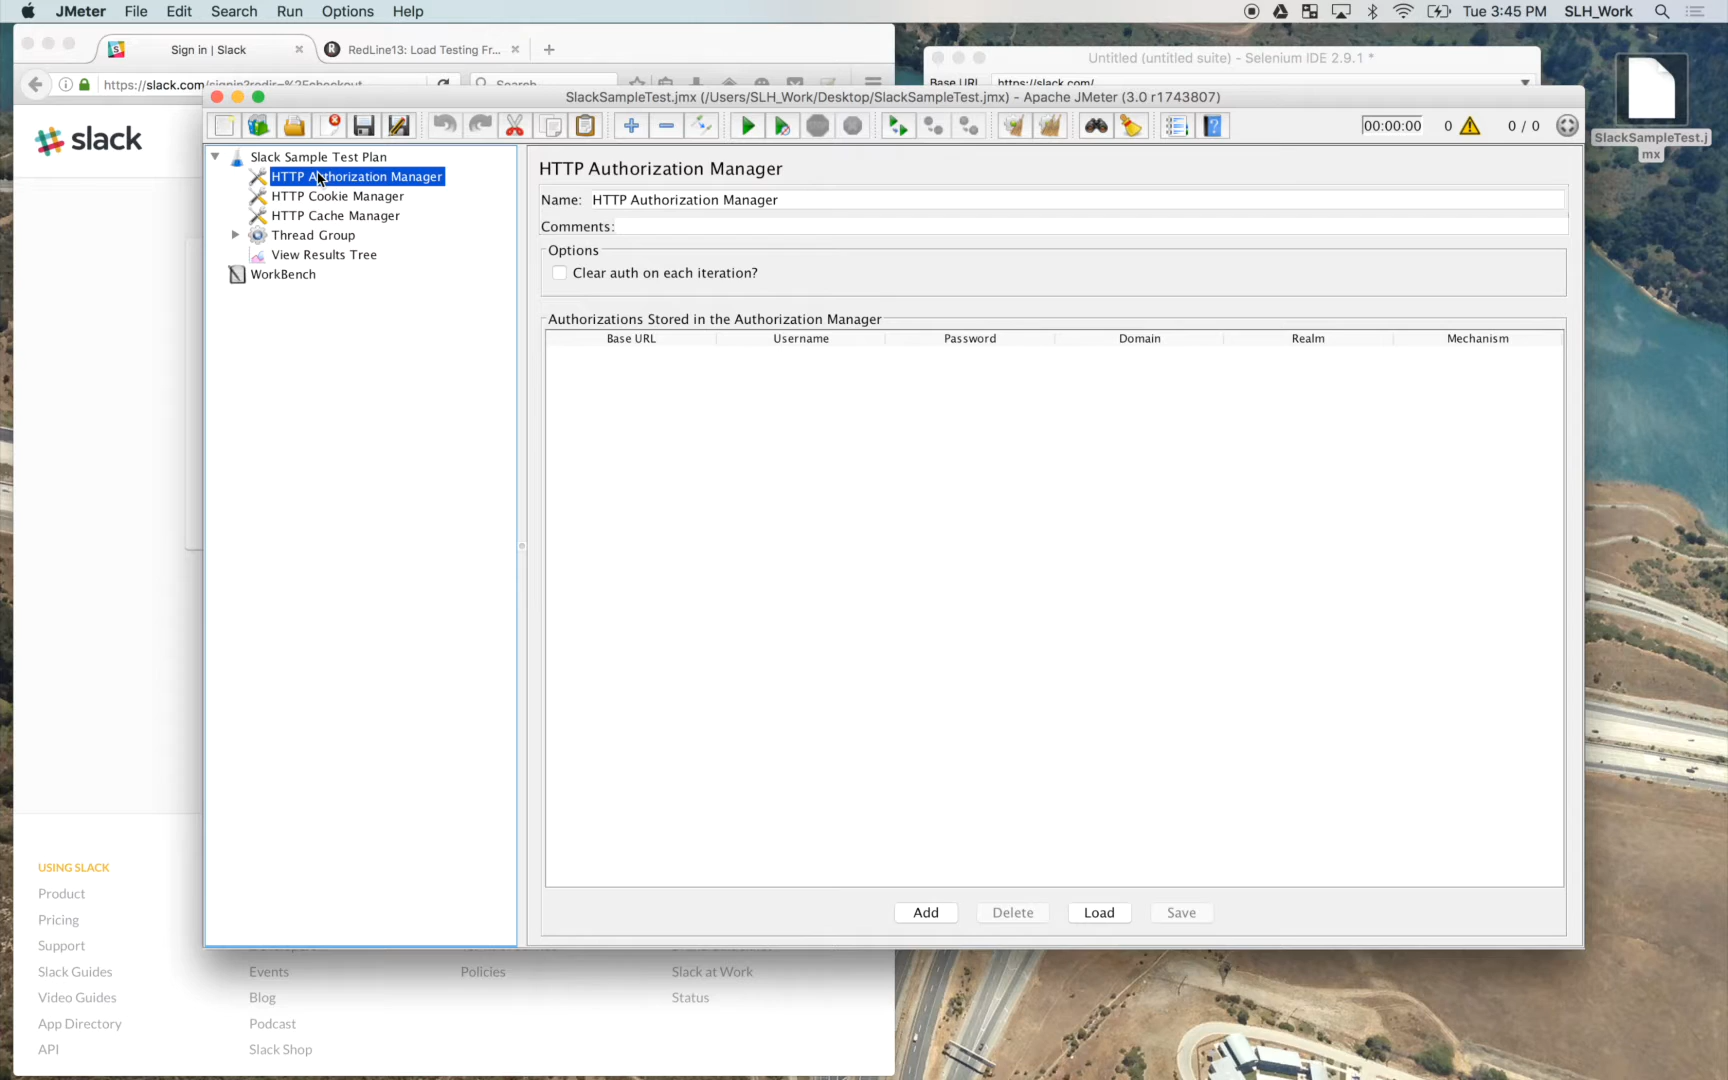 JMeter File Edit Search Run Options Help Tue 3:45 PM SLH_Work
Sign in | Slack RedLine13: Load Testing Fr...
Untitled (untitled suite) - Selenium IDE 2.9.1 *
https://slack.com/signin?redir=%2Fcheckout Search
Base URL https://slack.com/
SlackSampleTest.jmx (/Users/SLH_Work/Desktop/SlackSampleTest.jmx) - Apache JMeter (3.0 r1743807)
SlackSampleTest.j
mx
00:00:00 0 0 / 0
slack
Slack Sample Test Plan
HTTP Authorization Manager
HTTP Cookie Manager
HTTP Cache Manager
Thread Group
View Results Tree
WorkBench
HTTP Authorization Manager
Name: HTTP Authorization Manager
Comments:
Options
Clear auth on each iteration?
Authorizations Stored in the Authorization Manager
Base URL Username Password Domain Realm Mechanism
Add Delete Load Save
USING SLACK
Product
Pricing
Support
Slack Guides Events Policies Slack at Work
Video Guides Blog Status
App Directory Podcast
API Slack Shop